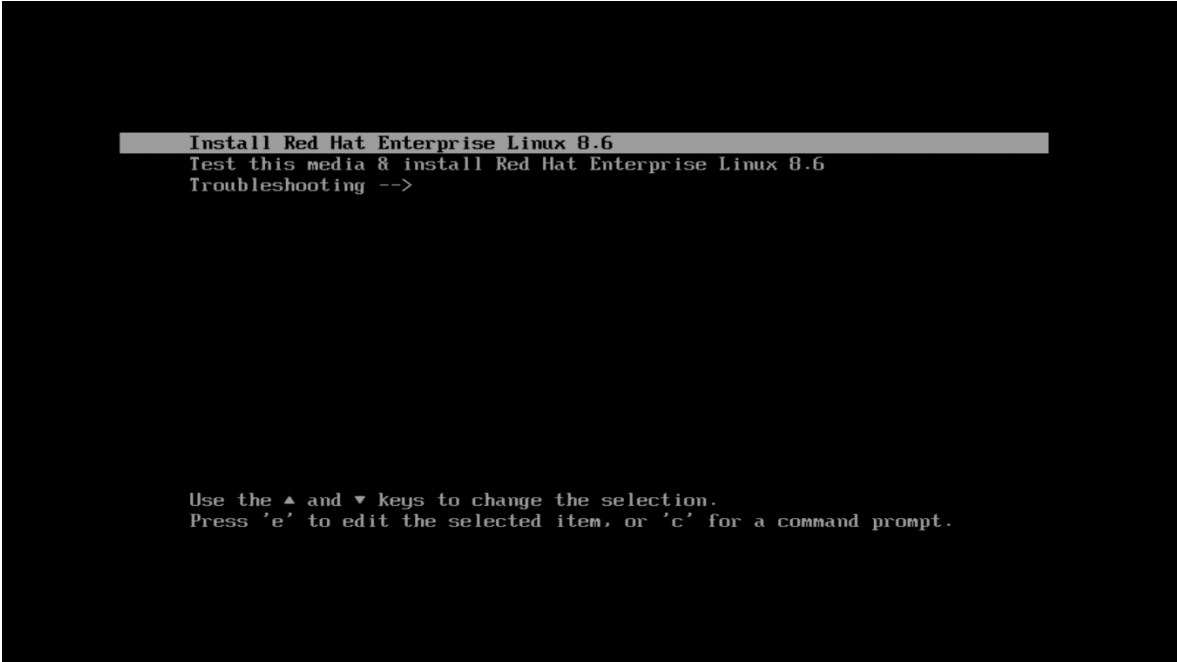 Install Red Hat Enterprise Linux 8.6
Test this media & install Red Hat Enterprise Linux 8.6
Troubleshooting -->
Use the ▲ and ▼ keys to change the selection.
Press 'e' to edit the selected item, or 'c' for a command prompt.